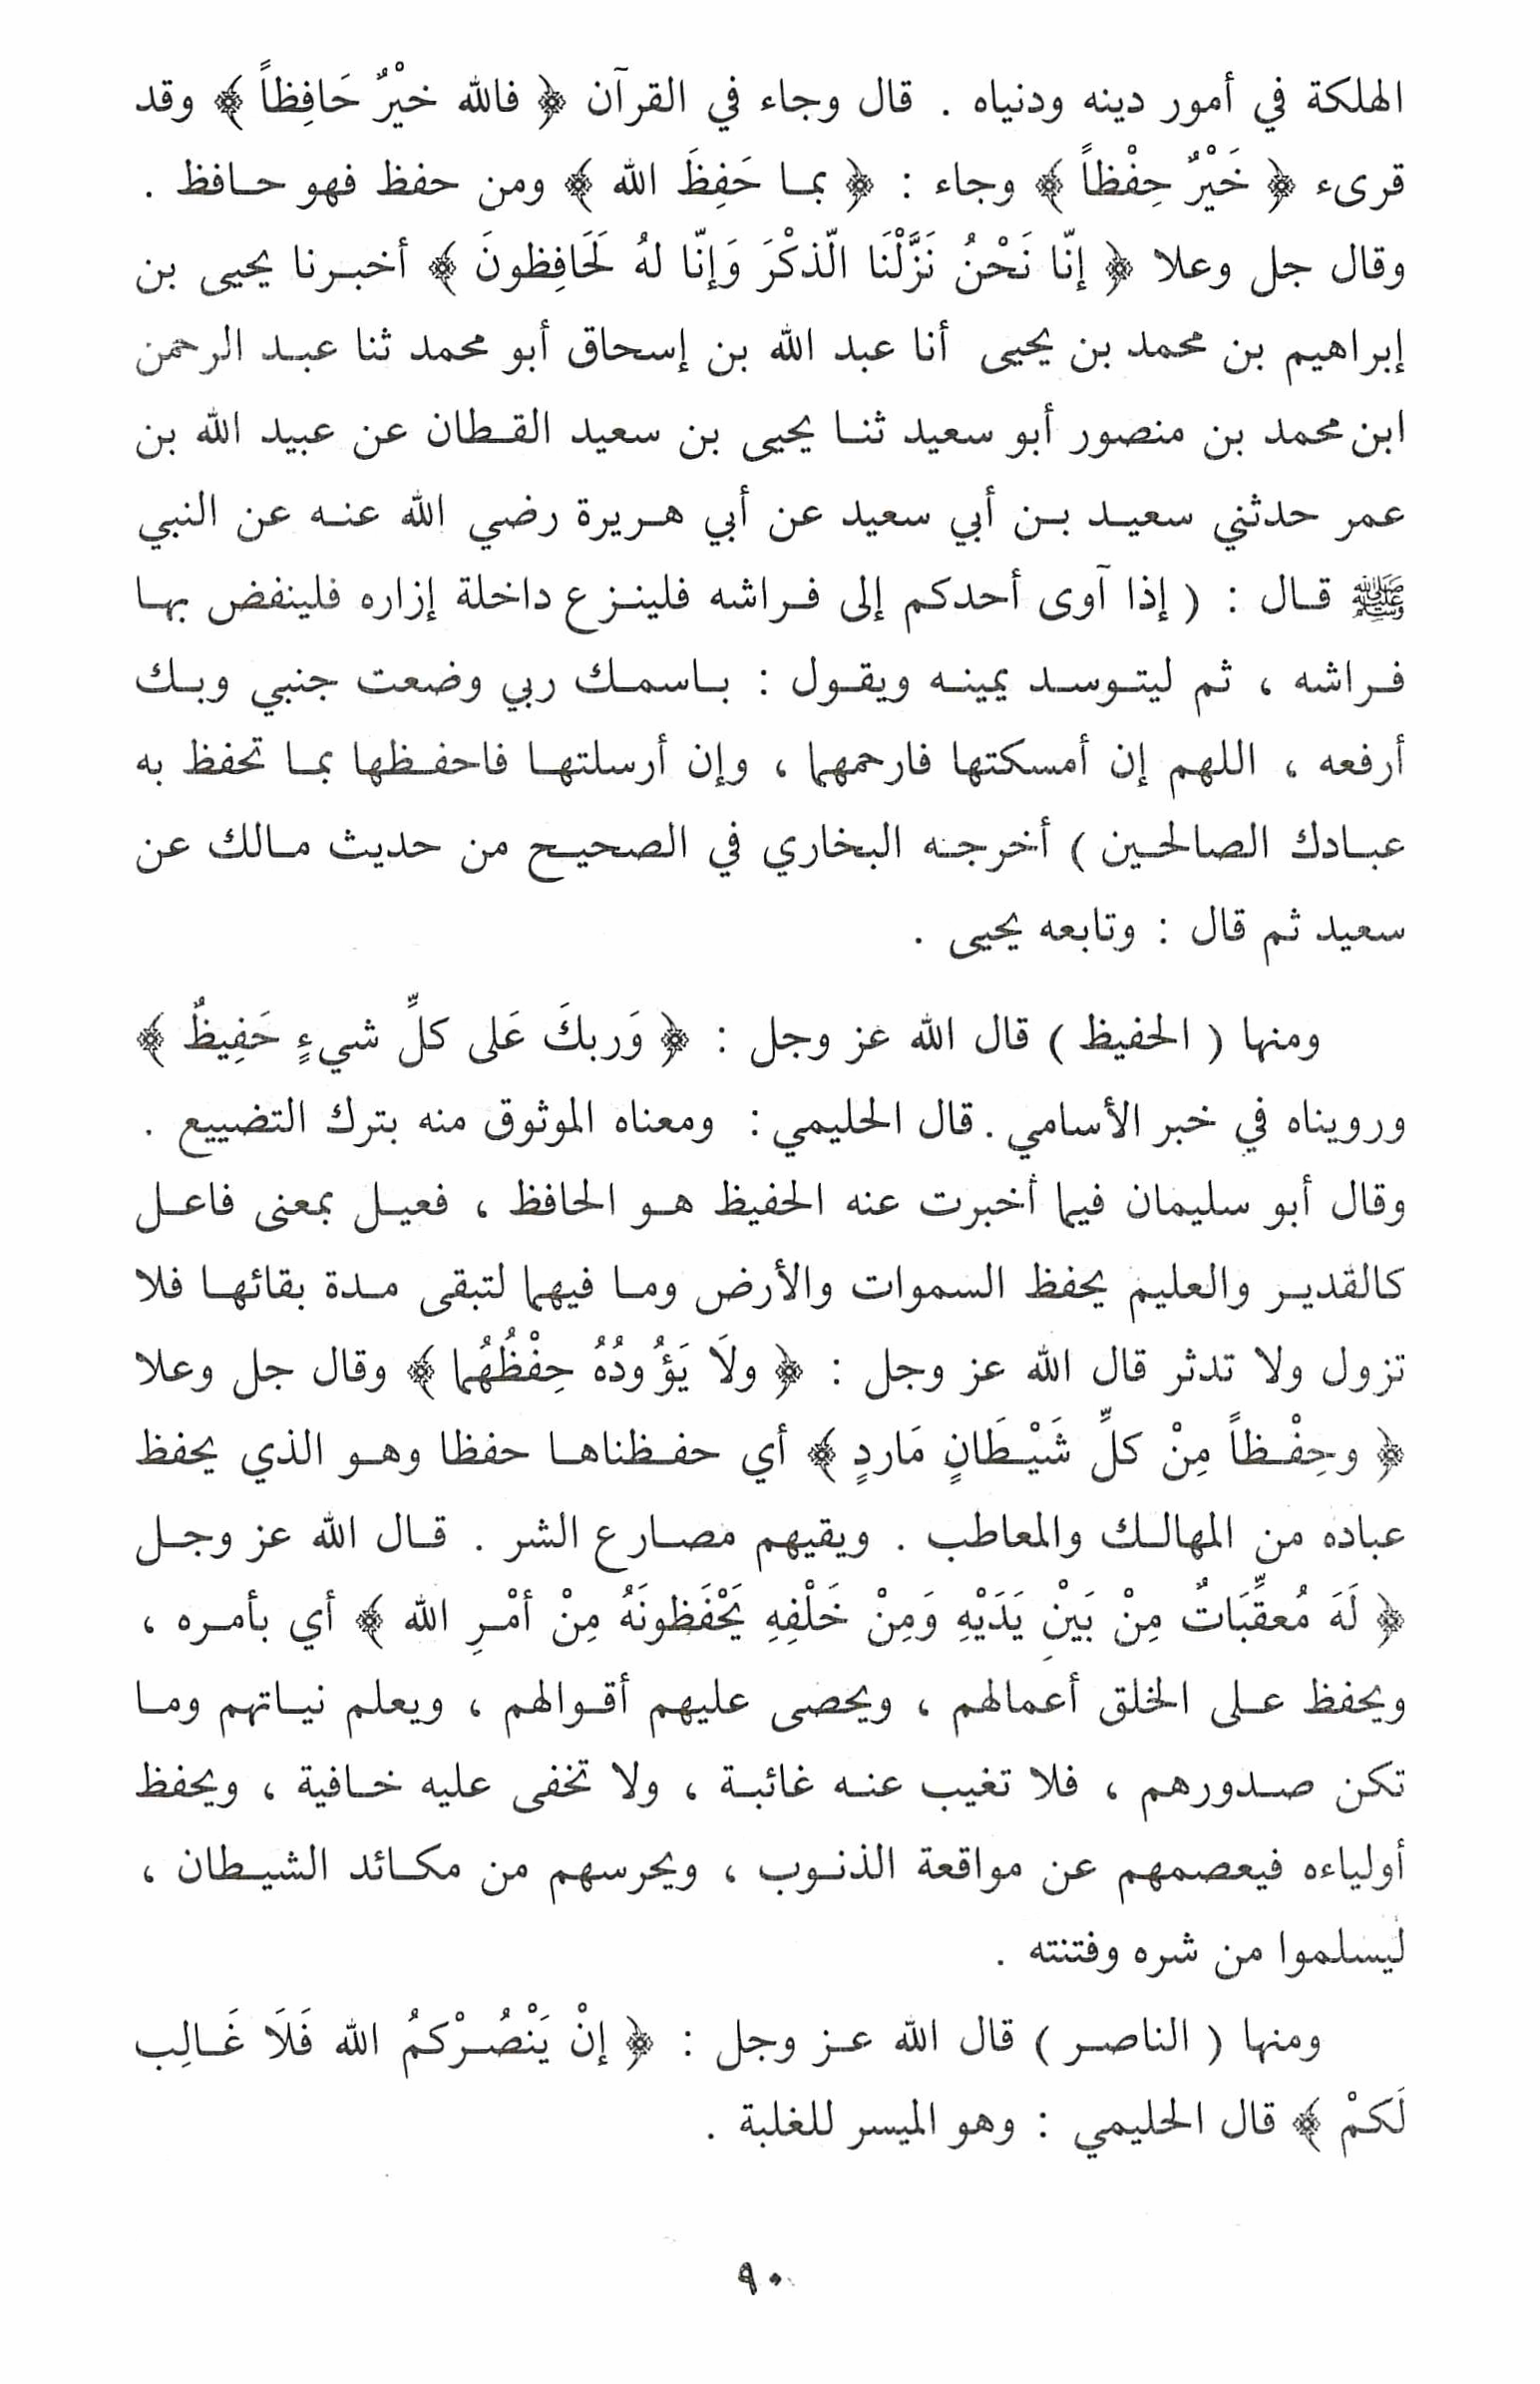 الهلكة في أمور دينه ودنياه . قال وجاء في القرآن ﴿ فالله خيْرٌ حَافِظاً ﴾ وقد
قرىء ﴿ خَيْرٌ حِفْظاً ﴾ وجاء : ﴿ بما حَفِظَ الله ﴾ ومن حفظ فهو حافظ .
وقال جل وعلا ﴿ إنّا نَحْنُ نَزَّلْنَا الّذكْرَ وَإنّا لهُ لَحَافِظونَ ﴾ أخبرنا يحيى بن
إبراهيم بن محمد بن يحيى أنا عبد الله بن إسحاق أبو محمد ثنا عبد الرحمن
ابن محمد بن منصور أبو سعيد ثنا يحيى بن سعيد القطان عن عبيد الله بن
عمر حدثني سعيد بن أبي سعيد عن أبي هريرة رضي الله عنه عن النبي
ﷺ قال : ( إذا آوى أحدكم إلى فراشه فلينزع داخلة إزاره فلينفض بها
فراشه ، ثم ليتوسد يمينه ويقول : باسمك ربي وضعت جنبي وبك
أرفعه ، اللهم إن أمسكتها فارحمهما ، وإن أرسلتها فاحفظها بما تحفظ به
عبادك الصالحين ) أخرجه البخاري في الصحيح من حديث مالك عن
سعيد ثم قال : وتابعه يحيى .
ومنها ( الحفيظ ) قال الله عز وجل : ﴿ وَربكَ عَلى كلِّ شيءٍ حَفِيظٌ ﴾
ورويناه في خبر الأسامي . قال الحليمي : ومعناه الموثوق منه بترك التضييع .
وقال أبو سليمان فيما أخبرت عنه الحفيظ هو الحافظ ، فعيل بمعنى فاعل
كالقدير والعليم يحفظ السموات والأرض وما فيهما لتبقى مدة بقائها فلا
تزول ولا تدثر قال الله عز وجل : ﴿ ولَا يَؤُودُهُ حِفْظُهُما ﴾ وقال جل وعلا
﴿ وحِفْظاً مِنْ كلِّ شَيْطَانٍ مَاردٍ ﴾ أي حفظناها حفظا وهو الذي يحفظ
عباده من المهالك والمعاطب . ويقيهم مصارع الشر . قال الله عز وجل
﴿ لَهَ مُعقِّبَاتٌ مِنْ بَيْنِ يَدَيْهِ وَمِنْ خَلْفِهِ يَحْفَظونَهُ مِنْ أمْرِ الله ﴾ أي بأمره ،
ويحفظ على الخلق أعمالهم ، ويحصى عليهم أقوالهم ، ويعلم نياتهم وما
تكن صدورهم ، فلا تغيب عنه غائبة ، ولا تخفى عليه خافية ، ويحفظ
أولياءه فيعصمهم عن مواقعة الذنوب ، ويحرسهم من مكائد الشيطان ،
ليسلموا من شره وفتنته .
ومنها ( الناصر ) قال الله عز وجل : ﴿ إنْ يَنْصُرْكمُ الله فَلَا غَالِب
لَكمْ ﴾ قال الحليمي : وهو الميسر للغلبة .
٩٠